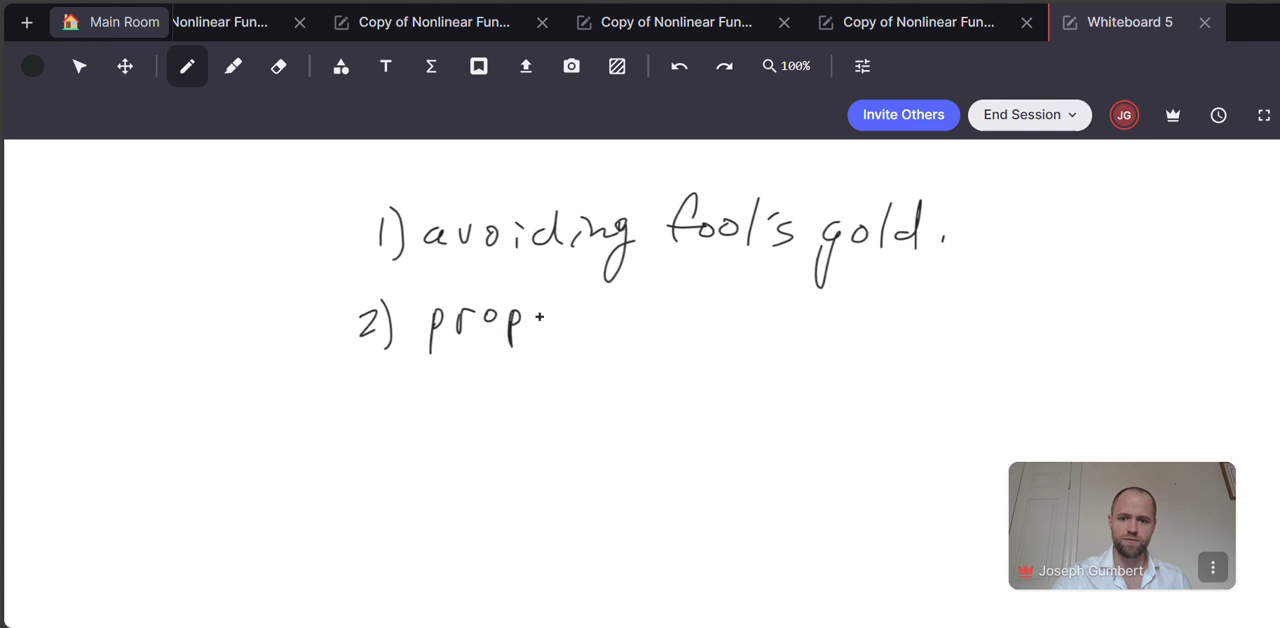 Main Room
Nonlinear Fun...
Copy of Nonlinear Fun...
Copy of Nonlinear Fun...
Copy of Nonlinear Fun...
Whiteboard 5
T
Σ
100%
Invite Others
End Session
JG
1) avoiding fool's gold.
2) prop
Joseph Gumbert